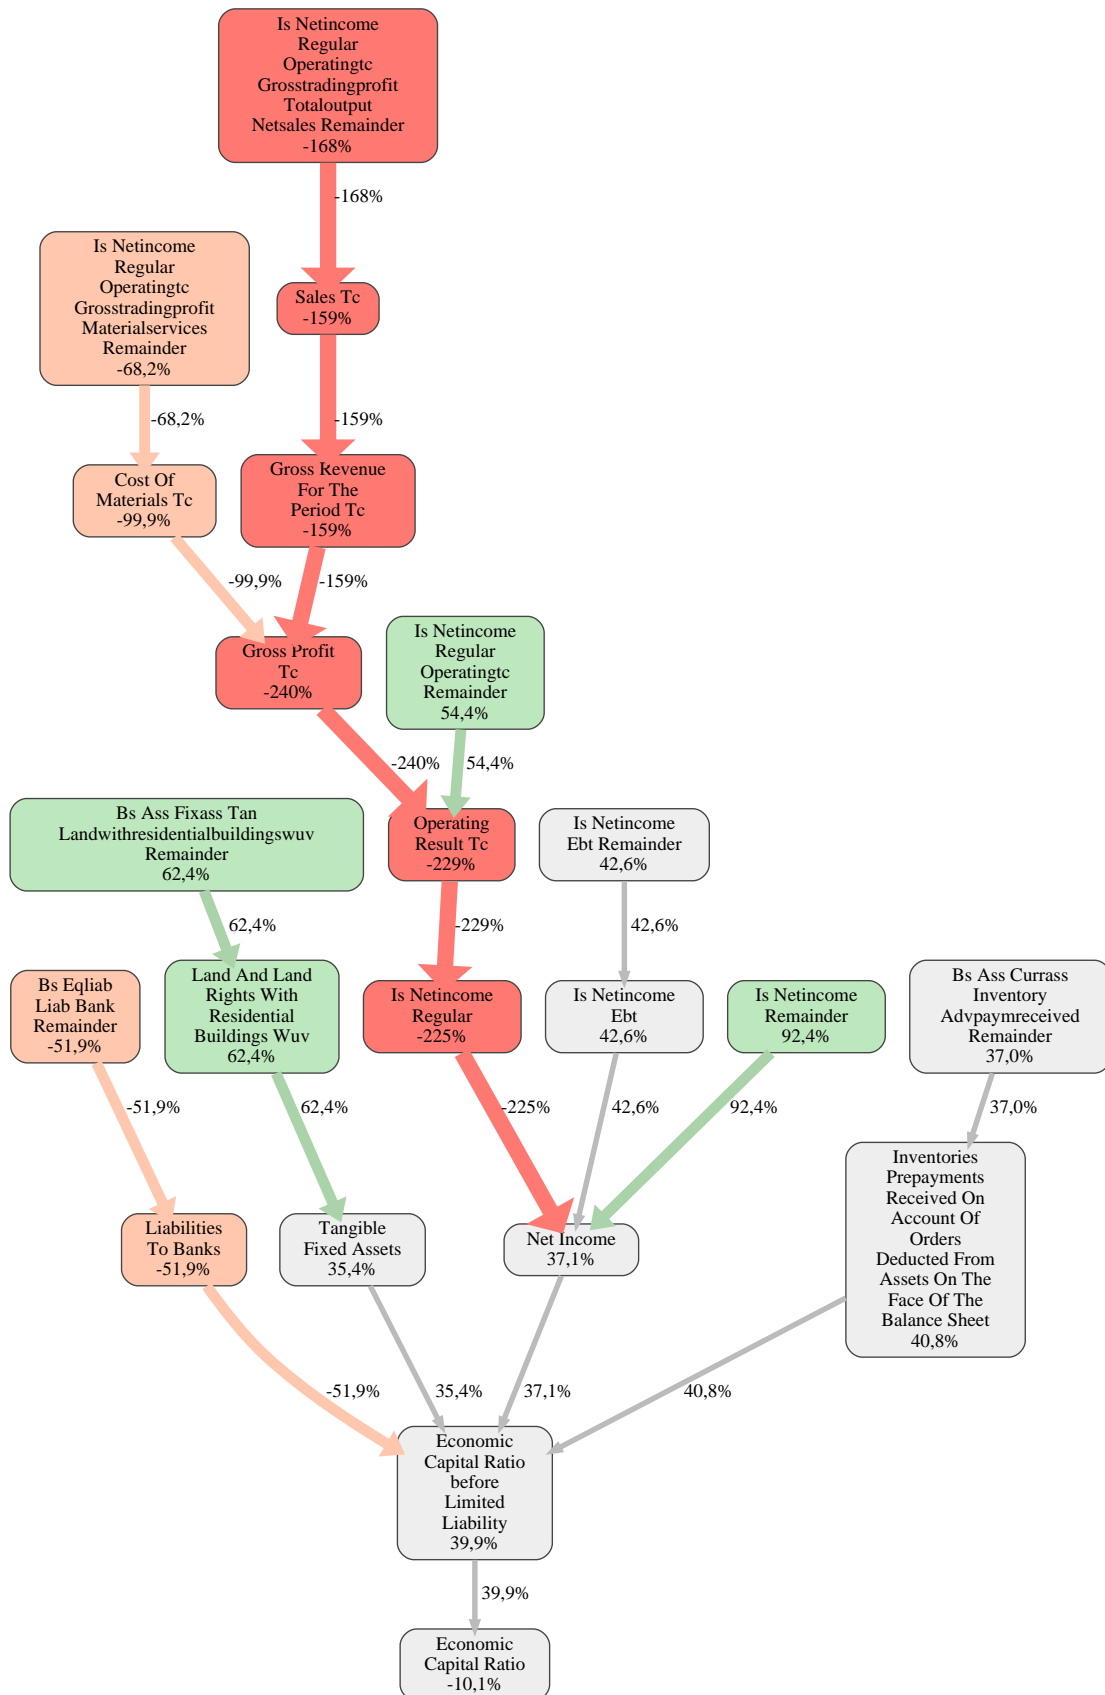 Is Netincome
Regular
Operatingtc
Grosstradingprofit
Totaloutput
Netsales Remainder
-168%
-168%
Is Netincome
Regular
Operatingtc
Grosstradingprofit
Materialservices
Remainder
-68,2%
Sales Tc
-159%
-68,2%
-159%
Cost Of
Materials Tc
-99,9%
Gross Revenue
For The
Period Tc
-159%
-99,9%
-159%
Gross Profit
Tc
-240%
Is Netincome
Regular
Operatingtc
Remainder
54,4%
-240%
54,4%
Bs Ass Fixass Tan
Landwithresidentialbuildingswuv
Remainder
62,4%
Operating
Result Tc
-229%
Is Netincome
Ebt Remainder
42,6%
62,4%
-229%
42,6%
Bs Eqliab
Liab Bank
Remainder
-51,9%
Land And Land
Rights With
Residential
Buildings Wuv
62,4%
Is Netincome
Regular
-225%
Is Netincome
Ebt
42,6%
Is Netincome
Remainder
92,4%
Bs Ass Currass
Inventory
Advpaymreceived
Remainder
37,0%
-51,9%
62,4%
-225%
42,6%
92,4%
37,0%
Liabilities
To Banks
-51,9%
Tangible
Fixed Assets
35,4%
Net Income
37,1%
Inventories
Prepayments
Received On
Account Of
Orders
Deducted From
Assets On The
Face Of The
Balance Sheet
40,8%
-51,9%
35,4%
37,1%
40,8%
Economic
Capital Ratio
before
Limited
Liability
39,9%
39,9%
Economic
Capital Ratio
-10,1%